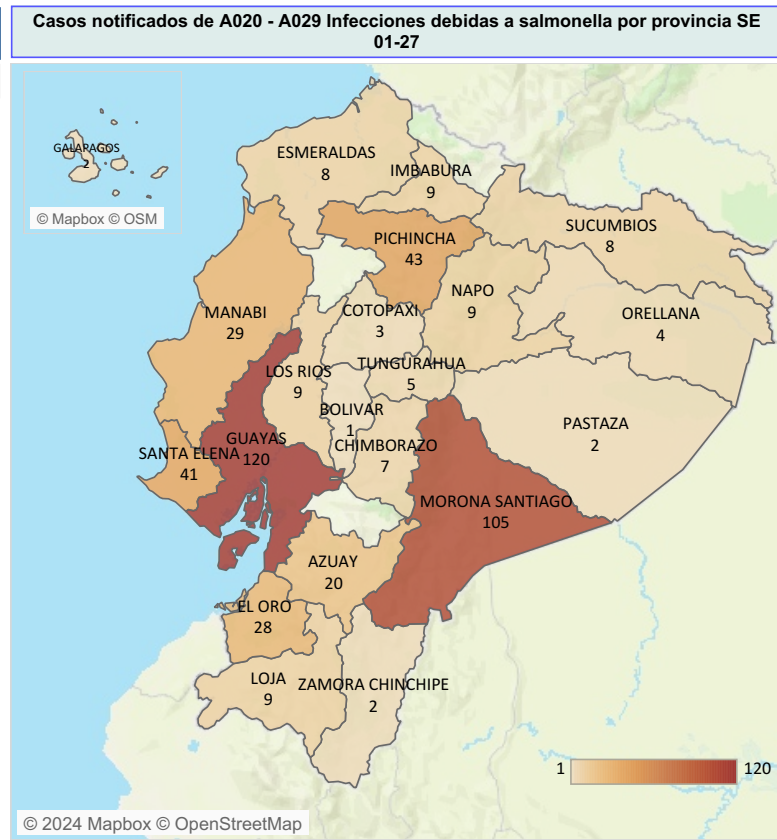 Casos notificados de A020 - A029 Infecciones debidas a salmonella por provincia SE
01-27
GALAPAGOS
2
© Mapbox © OSM
ESMERALDAS
8
IMBABURA
9
SUCUMBIOS
8
PICHINCHA
43
NAPO
9
ORELLANA
4
MANABI
29
COTOPAXI
3
TUNGURAHUA
5
LOS RIOS
9
BOLIVAR
1
PASTAZA
2
GUAYAS
120
CHIMBORAZO
7
SANTA ELENA
41
MORONA SANTIAGO
105
AZUAY
20
EL ORO
28
LOJA
9
ZAMORA CHINCHIPE
2
1
120
© 2024 Mapbox © OpenStreetMap